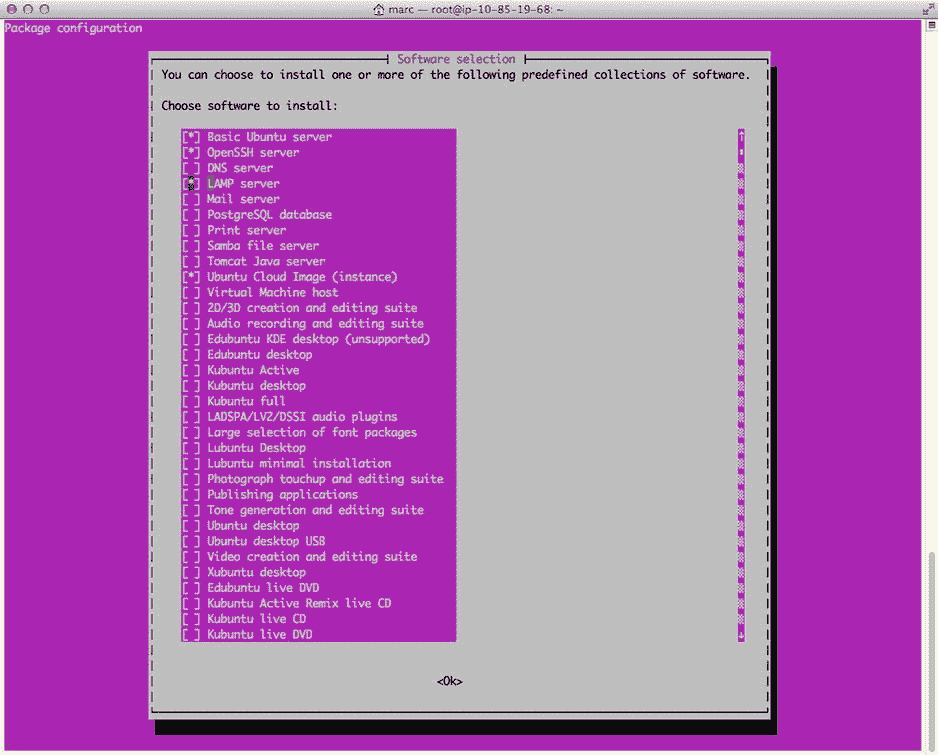 marc — root@ip-10-85-19-68: ~
Package configuration
Software selection
You can choose to install one or more of the following predefined collections of software.
Choose software to install:
[*] Basic Ubuntu server
[*] OpenSSH server
[ ] DNS server
[*] LAMP server
[ ] Mail server
[ ] PostgreSQL database
[ ] Print server
[ ] Samba file server
[ ] Tomcat Java server
[*] Ubuntu Cloud Image (instance)
[ ] Virtual Machine host
[ ] 2D/3D creation and editing suite
[ ] Audio recording and editing suite
[ ] Edubuntu KDE desktop (unsupported)
[ ] Edubuntu desktop
[ ] Kubuntu Active
[ ] Kubuntu desktop
[ ] Kubuntu full
[ ] LADSPA/LV2/DSSI audio plugins
[ ] Large selection of font packages
[ ] Lubuntu Desktop
[ ] Lubuntu minimal installation
[ ] Photograph touchup and editing suite
[ ] Publishing applications
[ ] Tone generation and editing suite
[ ] Ubuntu desktop
[ ] Ubuntu desktop USB
[ ] Video creation and editing suite
[ ] Xubuntu desktop
[ ] Edubuntu live DVD
[ ] Kubuntu Active Remix live CD
[ ] Kubuntu live CD
[ ] Kubuntu live DVD
<Ok>